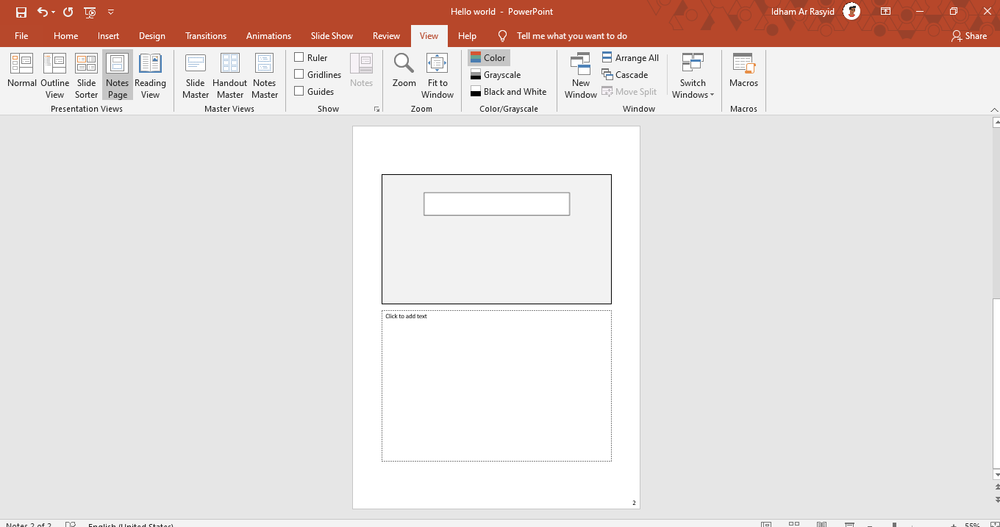 Hello world - PowerPoint
Idham Ar Rasyid
File Home Insert Design Transitions Animations Slide Show Review View Help Tell me what you want to do Share
Normal
Outline View
Slide Sorter
Notes Page
Reading View
Presentation Views
Slide Master
Handout Master
Notes Master
Master Views
Ruler
Gridlines
Guides
Notes
Show
Zoom
Fit to Window
Zoom
Color
Grayscale
Black and White
Color/Grayscale
New Window
Arrange All
Cascade
Move Split
Switch Windows
Window
Macros
Macros
Click to add text
2
Notes 2 of 2 English (United States) 55%